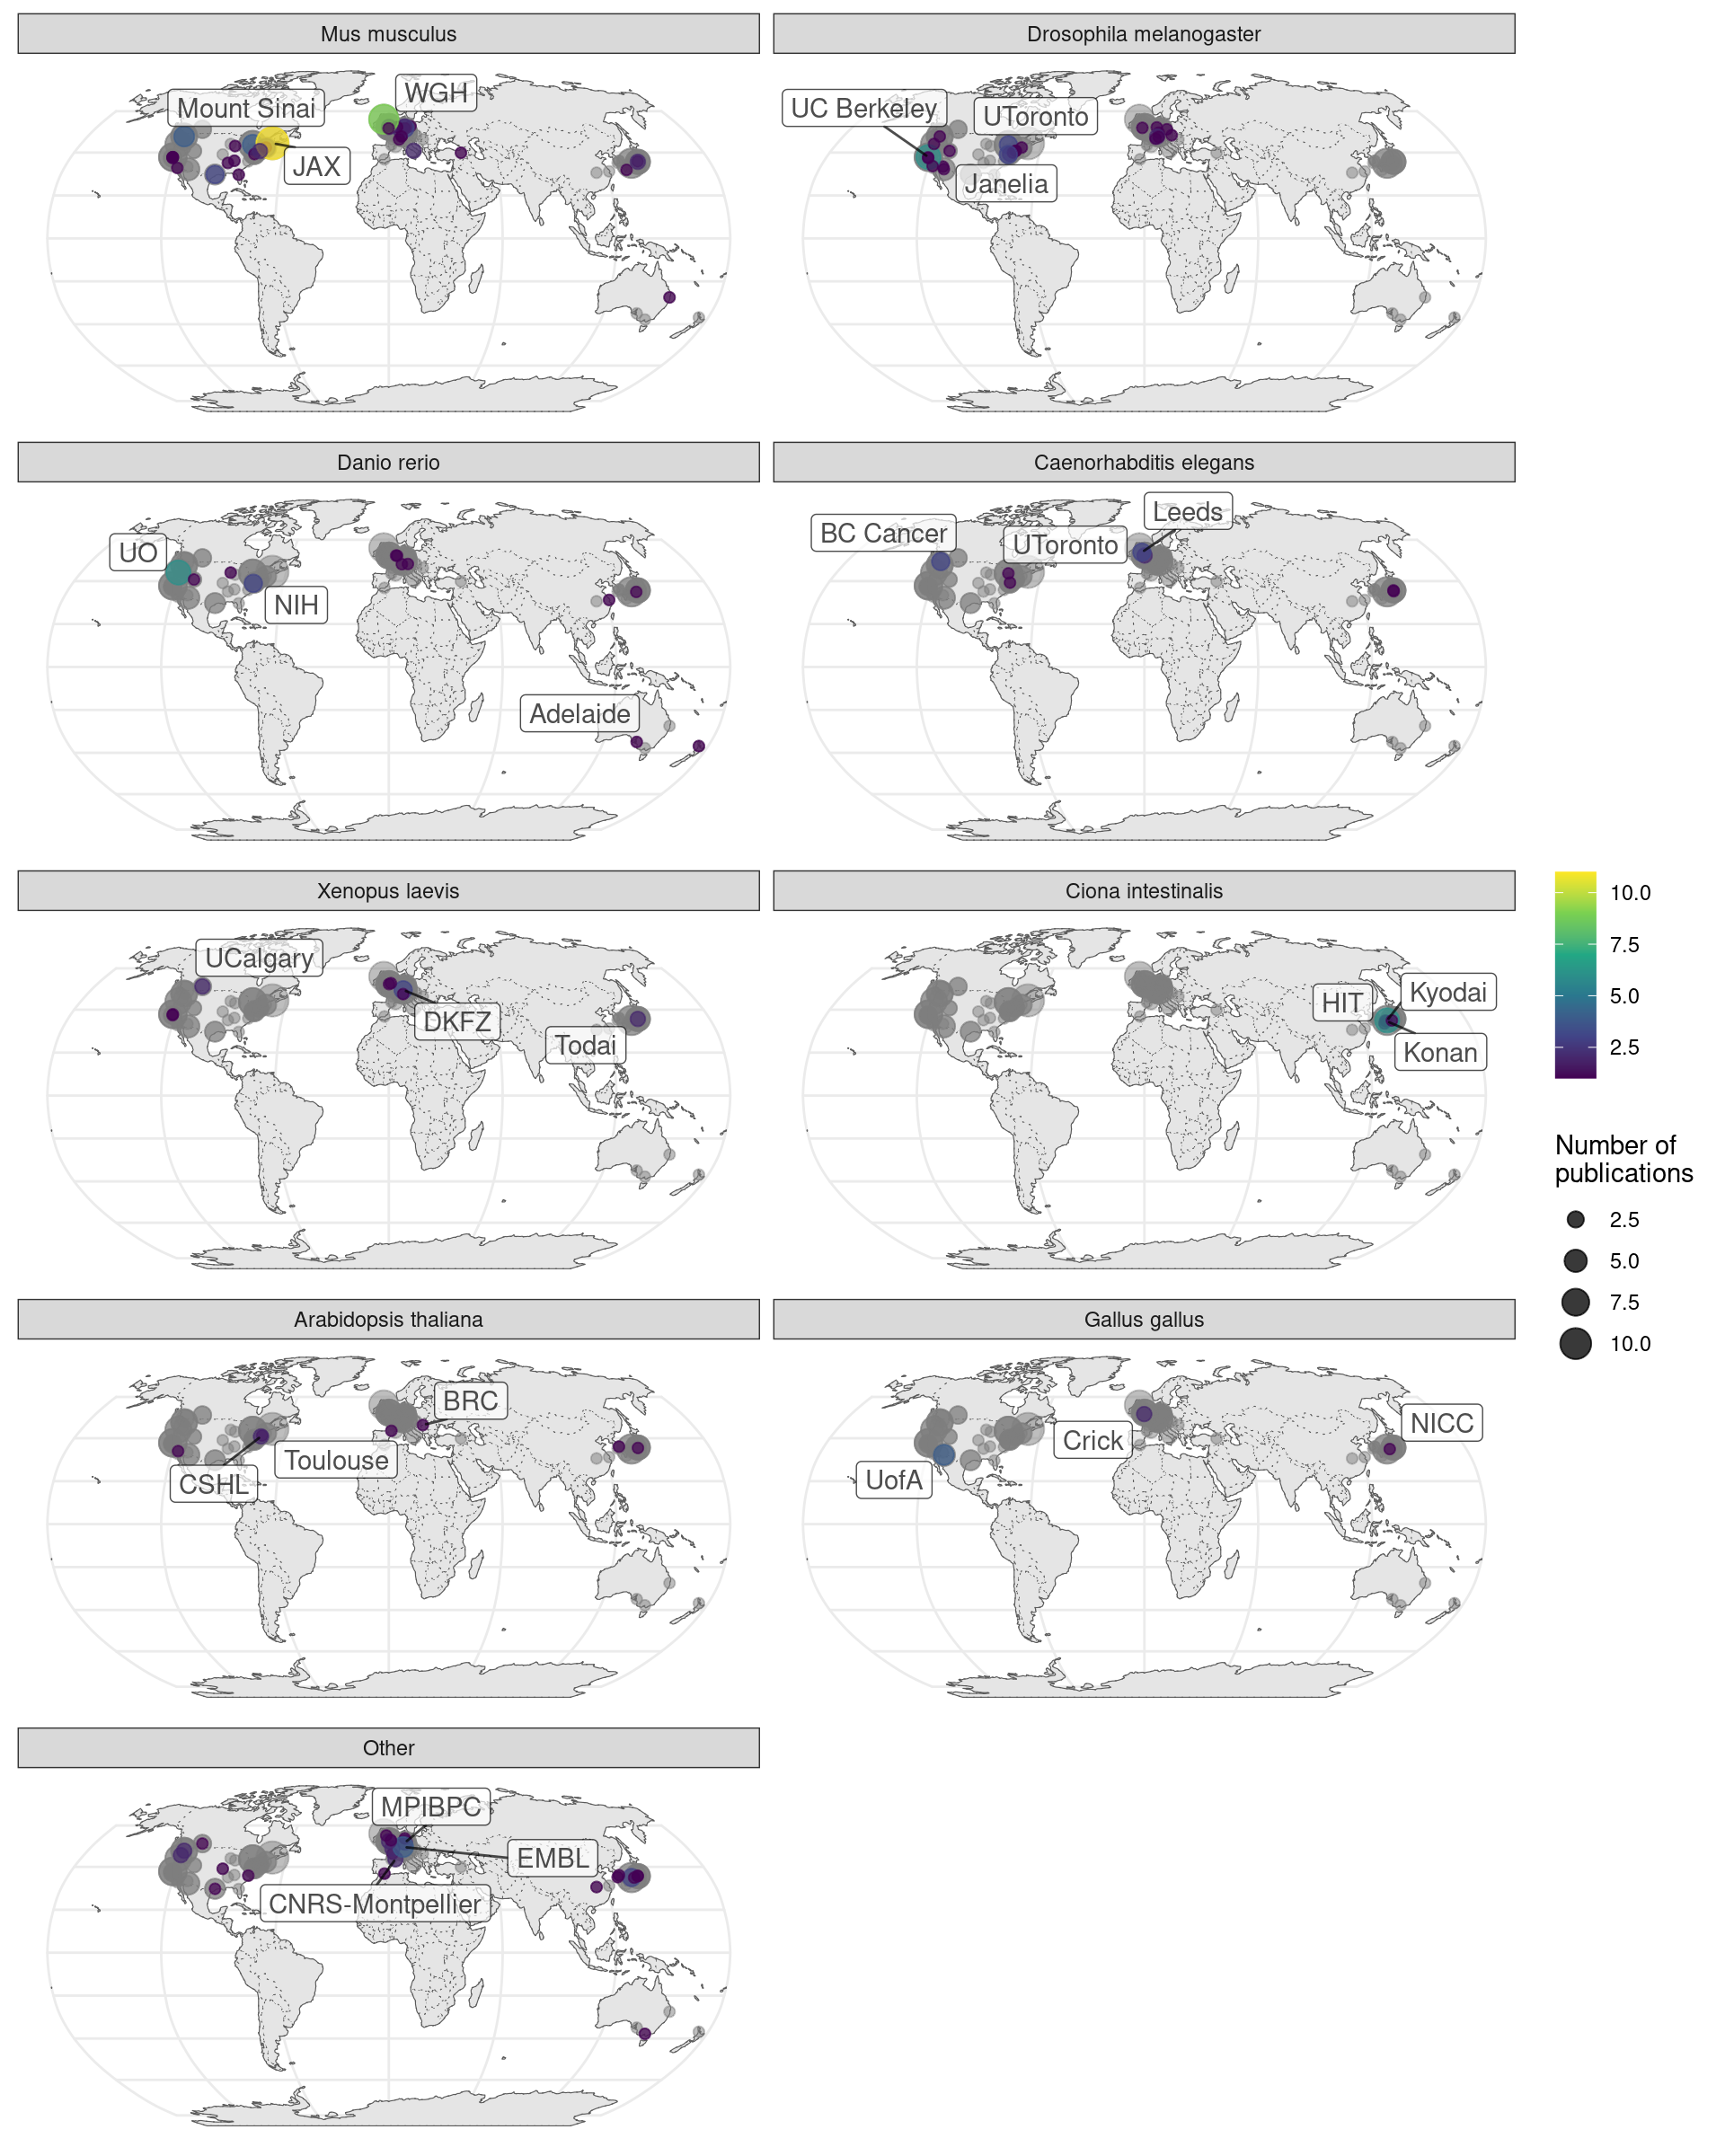 Mus musculus
Drosophila melanogaster
WGH
Mount Sinai
JAX
UC Berkeley
UToronto
Janelia
Danio rerio
Caenorhabditis elegans
UO
NIH
Adelaide
Leeds
BC Cancer
UToronto
Xenopus laevis
Ciona intestinalis
UCalgary
DKFZ
Todai
Kyodai
HIT
Konan
10.0
7.5
5.0
2.5
Number of
publications
2.5
5.0
7.5
10.0
Arabidopsis thaliana
Gallus gallus
BRC
Toulouse
CSHL
NICC
Crick
UofA
Other
MPIBPC
EMBL
CNRS-Montpellier